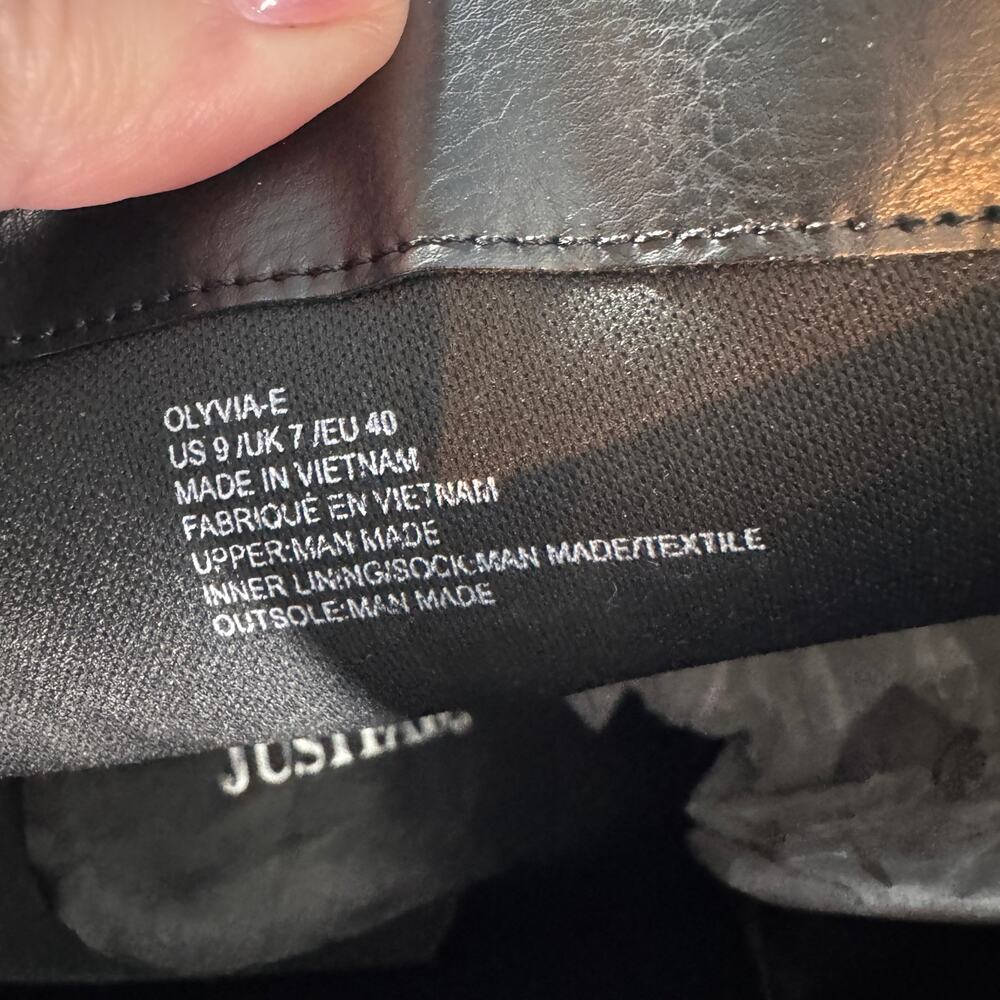 OLYVIA-E
US 9 /UK 7 /EU 40
MADE IN VIETNAM
FABRIQUÉ EN VIETNAM
UPPER:MAN MADE
INNER LINING/SOCK:MAN MADE/TEXTILE
OUTSOLE:MAN MADE